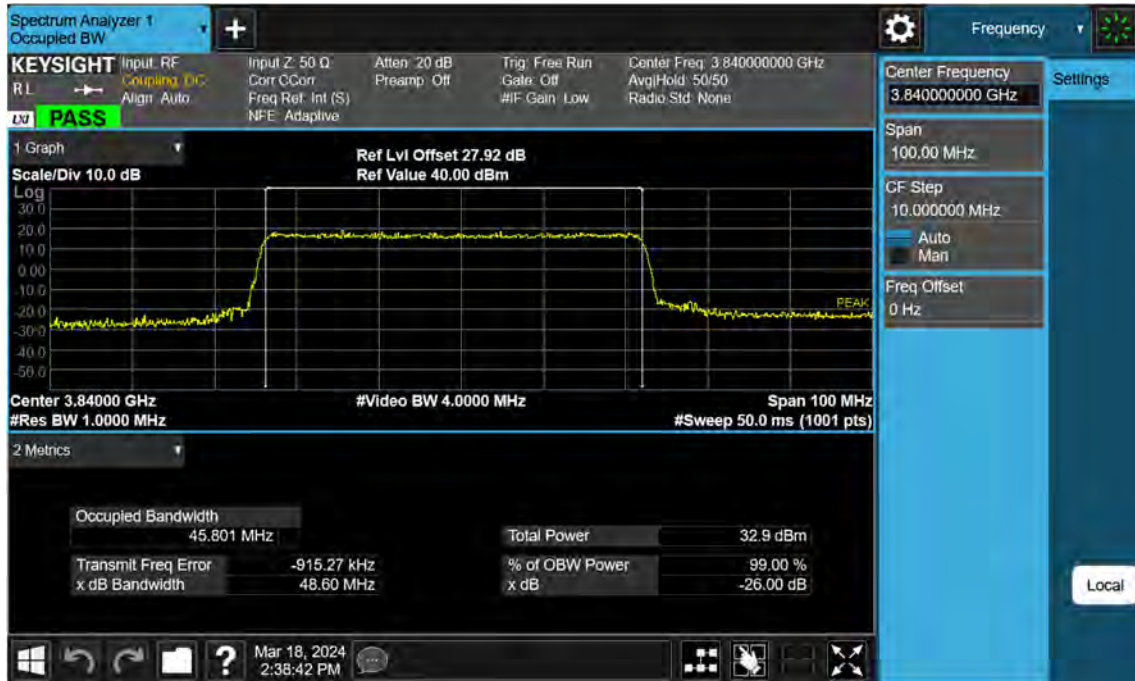 Spectrum Analyzer 1
Occupied BW
+
Frequency
KEYSIGHT
RL
LXI
PASS
Input: RF
Coupling: DC
Align: Auto
Input Z: 50 Ω
Corr CCorr
Freq Ref: Int (S)
NFE: Adaptive
Atten: 20 dB
Preamp: Off
Trig: Free Run
Gate: Off
#IF Gain: Low
Center Freq: 3.840000000 GHz
Avg|Hold: 50/50
Radio Std: None
Center Frequency
3.840000000 GHz
Settings
Span
100.00 MHz
CF Step
10.000000 MHz
Auto
Man
Freq Offset
0 Hz
Local
1 Graph
Scale/Div 10.0 dB
Ref Lvl Offset 27.92 dB
Ref Value 40.00 dBm
Log
30.0
20.0
10.0
0.00
-10.0
-20.0
-30.0
-40.0
-50.0
PEAK
Center 3.84000 GHz
#Video BW 4.0000 MHz
Span 100 MHz
#Res BW 1.0000 MHz
#Sweep 50.0 ms (1001 pts)
2 Metrics
Occupied Bandwidth
45.801 MHz
Total Power 32.9 dBm
Transmit Freq Error -915.27 kHz
% of OBW Power 99.00 %
x dB Bandwidth 48.60 MHz
x dB -26.00 dB
?
Mar 18, 2024
2:38:42 PM